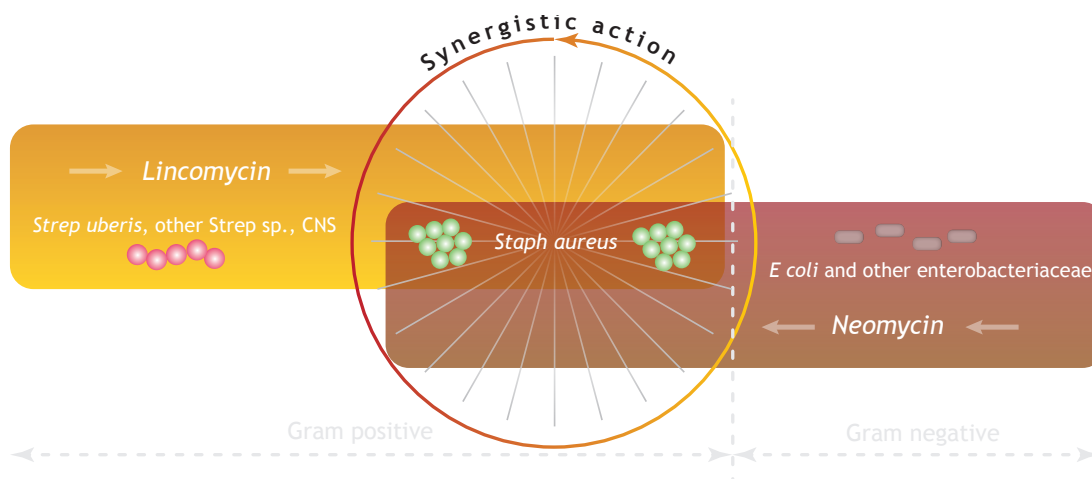 Synergistic action
Lincomycin
Strep uberis, other Strep sp., CNS
Staph aureus
E coli and other enterobacteriaceae
Neomycin
Gram positive
Gram negative